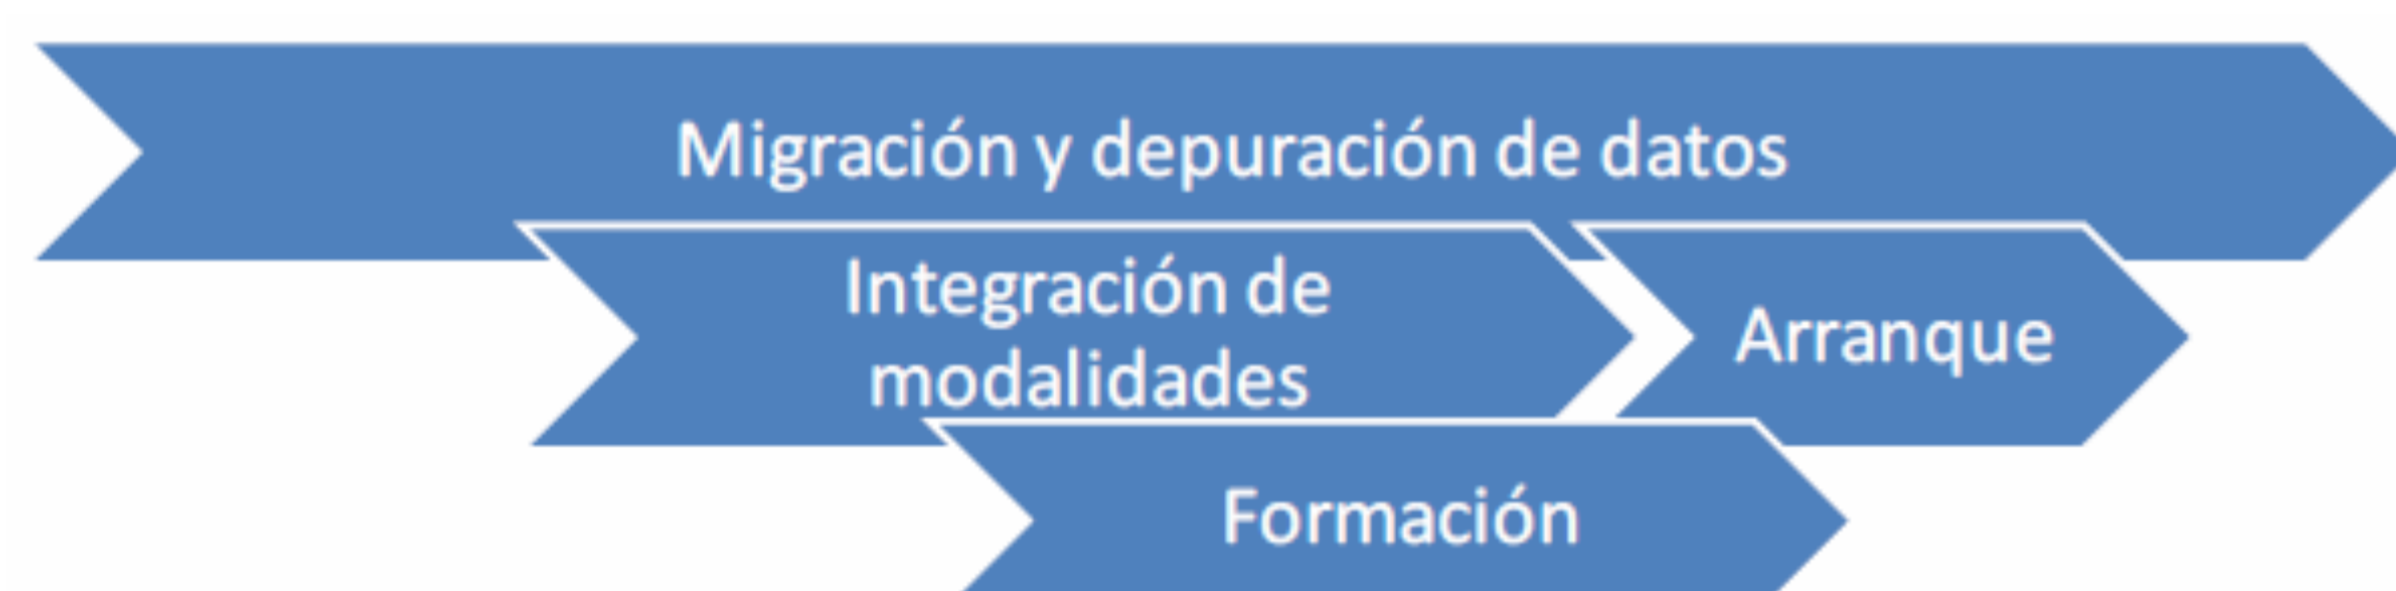 Migración y depuración de datos
Integración de
modalidades
Arranque
Formación